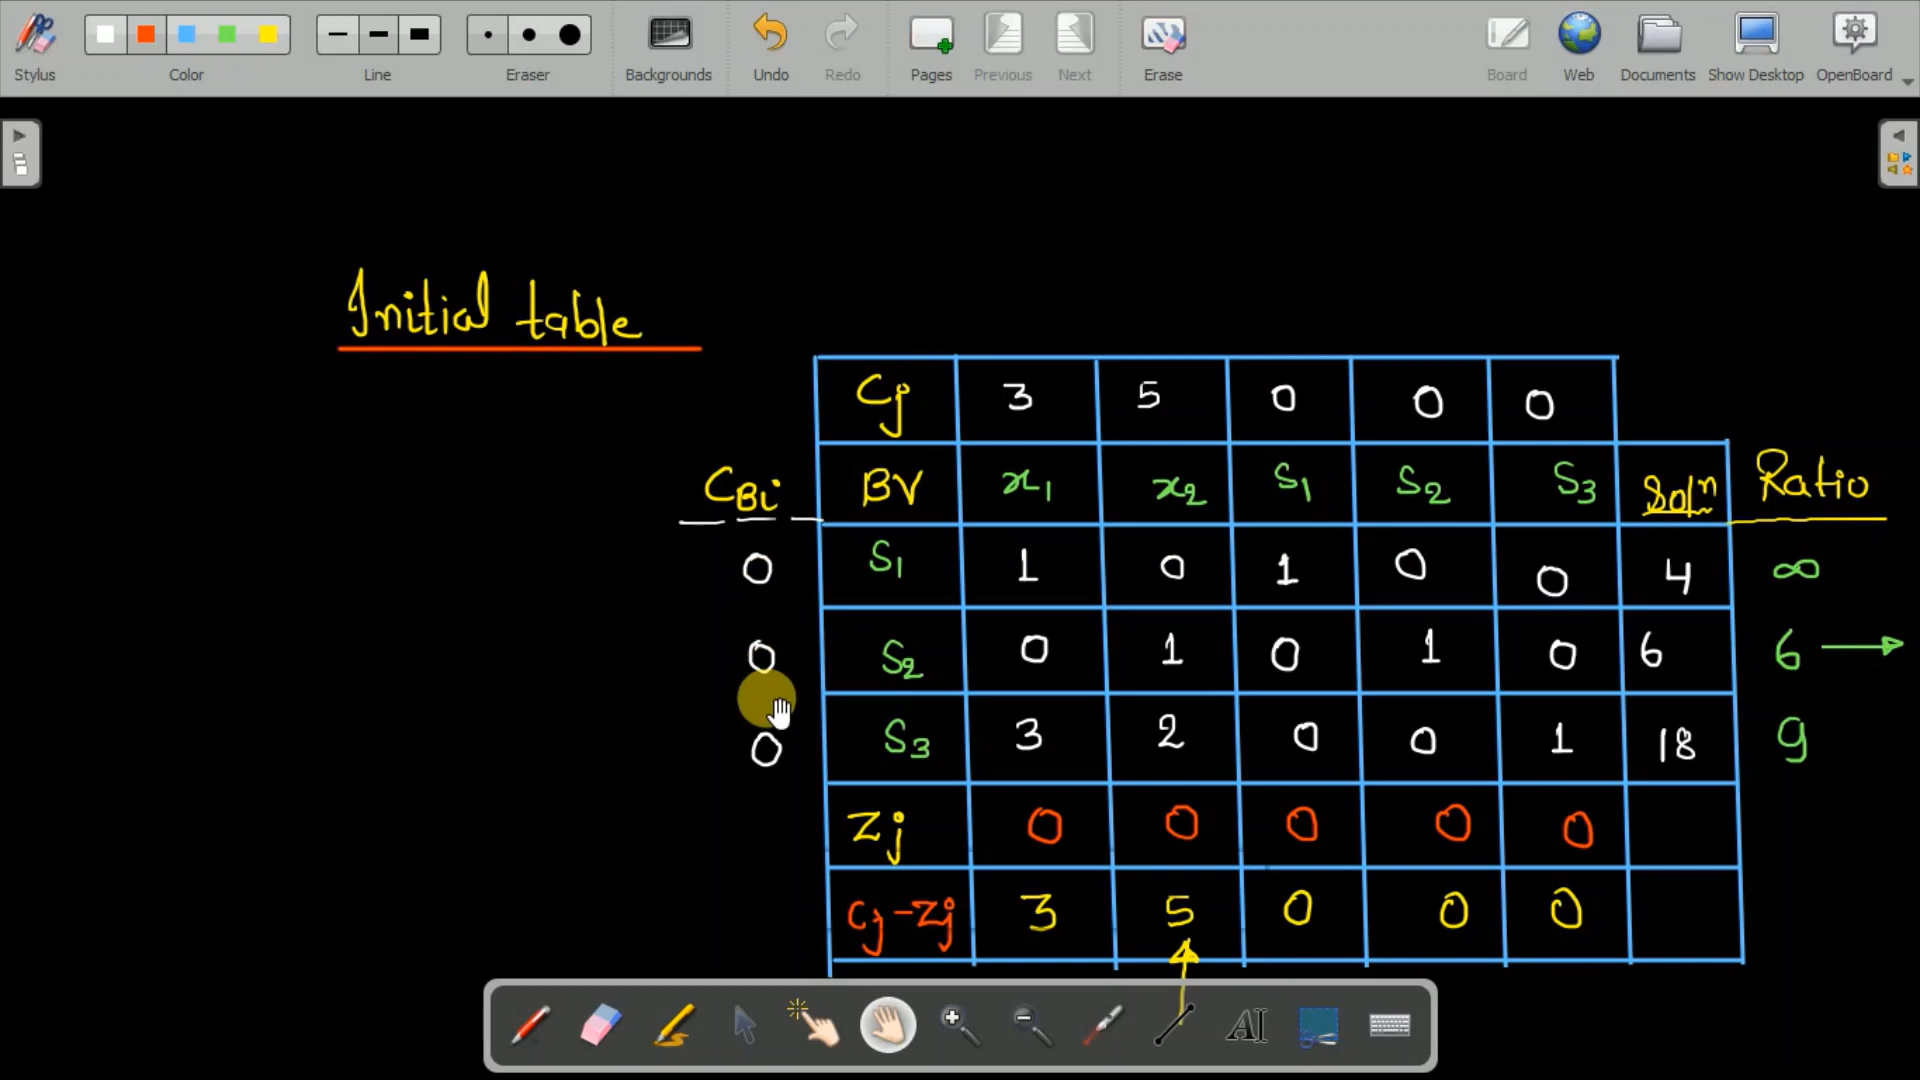 Stylus Color Line Eraser Backgrounds Undo Redo Pages Previous Next Erase Board Web Documents Show Desktop OpenBoard
Initial table
Cj 3 5 0 0 0
CBi BV x1 x2 S1 S2 S3 Solⁿ Ratio
0 S1 1 0 1 0 0 4 ∞
0 S2 0 1 0 1 0 6 6 →
0 S3 3 2 0 0 1 18 9
Zj 0 0 0 0 0
Cj-Zj 3 5 0 0 0
AI